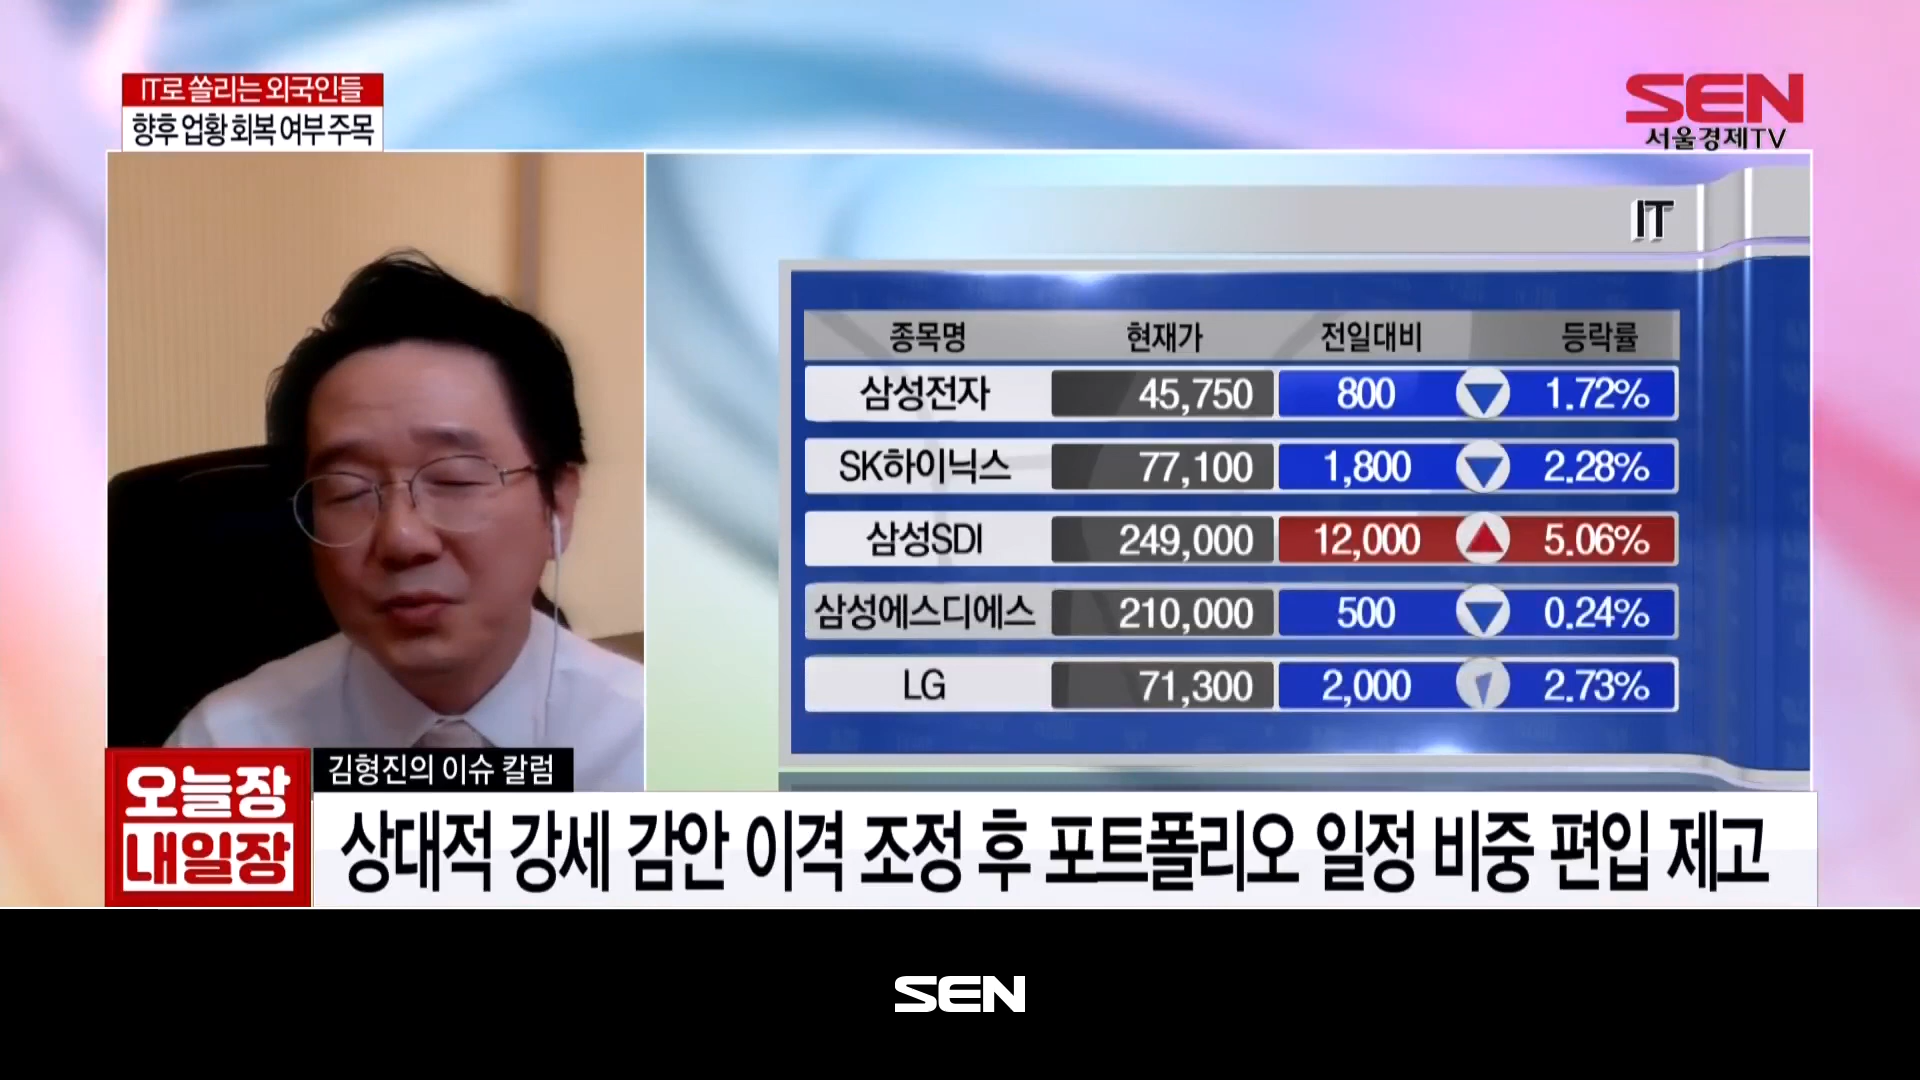 IT로 쏠리는 외국인들
향후 업황 회복 여부 주목
SEN
서울경제TV
IT
종목명 현재가 전일대비 등락률
삼성전자 45,750 800 ▼ 1.72%
SK하이닉스 77,100 1,800 ▼ 2.28%
삼성SDI 249,000 12,000 ▲ 5.06%
삼성에스디에스 210,000 500 ▼ 0.24%
LG 71,300 2,000 ▼ 2.73%
김형진의 이슈 칼럼
오늘장
내일장
상대적 강세 감안 이격 조정 후 포트폴리오 일정 비중 편입 제고
SEN